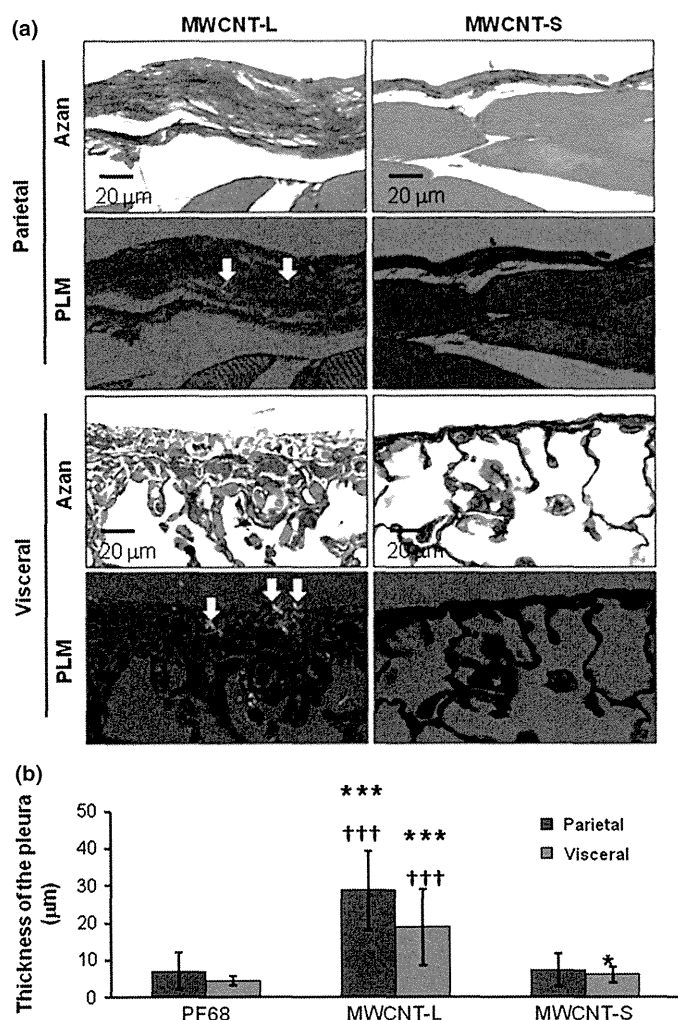 (a)
MWCNT-L MWCNT-S
Parietal
Azan
20 µm
20 µm
PLM
Visceral
Azan
20 µm
20 µm
PLM
(b)
Thickness of the pleura
(µm)
50
40
30
20
10
0
***
†††
***
†††
*
Parietal
Visceral
PF68 MWCNT-L MWCNT-S